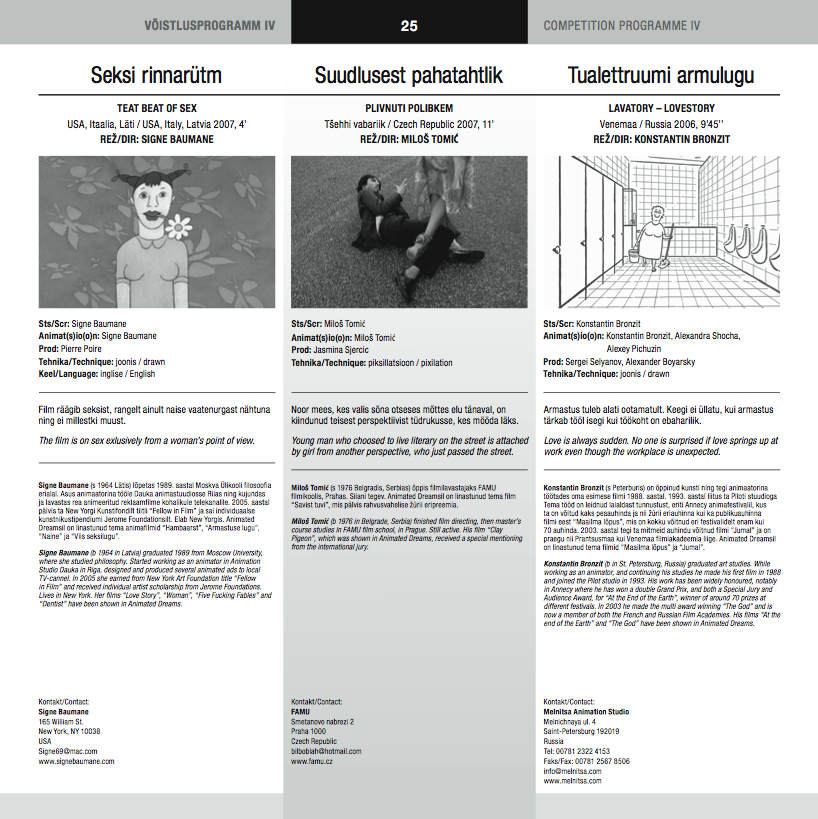 VÕISTLUSPROGRAMM IV
25
COMPETITION PROGRAMME IV
Seksi rinnarütm
TEAT BEAT OF SEX
USA, Itaalia, Läti / USA, Italy, Latvia 2007, 4’
REŽ/DIR: SIGNE BAUMANE
Sts/Scr: Signe Baumane
Animat(s)io(o)n: Signe Baumane
Prod: Pierre Poire
Tehnika/Technique: joonis / drawn
Keel/Language: inglise / English
Film räägib seksist, rangelt ainult naise vaatenurgast nähtuna
ning ei millestki muust.
The film is on sex exlusively from a woman’s point of view.
Signe Baumane (s 1964 Lätis) lõpetas 1989. aastal Moskva Ülikooli filosoofia
erialal. Asus animaatorina tööle Dauka animastuudiosse Riias ning kujundas
ja lavastas rea animeeritud reklaamfilme kohalikule telekanalile. 2005. aastal
pälvis ta New Yorgi Kunstifondilt tiitli “Fellow in Film” ja sai individuaalse
kunstnikustipendiumi Jerome Foundationsilt. Elab New Yorgis. Animated
Dreamsil on linastunud tema animafilmid “Hambaarst”, “Armastuse lugu”,
“Naine” ja “Viis seksilugu”.
Signe Baumane (b 1964 in Latvia) graduated 1989 from Moscow University,
where she studied philosophy. Started working as an animator in Animation
Studio Dauka in Riga, designed and produced several animated ads to local
TV-channel. In 2005 she earned from New York Art Foundation title “Fellow
in Film” and received individual artist scholarship from Jerome Foundations.
Lives in New York. Her films “Love Story”, “Woman”, “Five Fucking Fables” and
“Dentist” have been shown in Animated Dreams.
Kontakt/Contact:
Signe Baumane
165 William St.
New York, NY 10038
USA
Signe69@mac.com
www.signebaumane.com
Suudlusest pahatahtlik
PLIVNUTI POLIBKEM
Tšehhi vabariik / Czech Republic 2007, 11’
REŽ/DIR: MILOŠ TOMIĆ
Sts/Scr: Miloš Tomić
Animat(s)io(o)n: Miloš Tomić
Prod: Jasmina Sjercic
Tehnika/Technique: piksillatsioon / pixilation
Noor mees, kes valis sõna otseses mõttes elu tänaval, on
kiindunud teisest perspektiivist tüdrukusse, kes mööda läks.
Young man who choosed to live literary on the street is attached
by girl from another perspective, who just passed the street.
Miloš Tomić (s 1976 Belgradis, Serbias) õppis filmilavastajaks FAMU
filmikoolis, Prahas. Siiani tegev. Animated Dreamsil on linastunud tema film
“Savist tuvi”, mis pälvis rahvusvahelise žürii eripreemia.
Miloš Tomić (b 1976 in Belgrade, Serbia) finished film directing, then master’s
course studies in FAMU film school, in Prague. Still active. His film “Clay
Pigeon”, which was shown in Animated Dreams, received a special mentioning
from the international jury.
Kontakt/Contact:
FAMU
Smetanovo nabrezi 2
Praha 1000
Czech Republic
bilboblah@hotmail.com
www.famu.cz
Tualettruumi armulugu
LAVATORY – LOVESTORY
Venemaa / Russia 2006, 9’45’’
REŽ/DIR: KONSTANTIN BRONZIT
Sts/Scr: Konstantin Bronzit
Animat(s)io(o)n: Konstantin Bronzit, Alexandra Shocha,
Alexey Pichuzin
Prod: Sergei Selyanov, Alexander Boyarsky
Tehnika/Technique: joonis / drawn
Armastus tuleb alati ootamatult. Keegi ei üllatu, kui armastus
tärkab tööl isegi kui töökoht on ebaharilik.
Love is always sudden. No one is surprised if love springs up at
work even though the workplace is unexpected.
Konstantin Bronzit (s Peterburis) on õppinud kunsti ning tegi animaatorina
töötades oma esimese filmi 1988. aastal. 1993. aastal liitus ta Piloti stuudioga
Tema tööd on leidnud laialdast tunnustust, eriti Annecy animafestivalil, kus
ta on võitud kaks peaauhinda ja nii žürii eriauhinna kui ka publikuauhinna
filmi eest “Maailma lõpus”, mis on kokku võitnud eri festivalidelt enam kui
70 auhinda. 2003. aastal tegi ta mitmeid auhindu võitnud filmi “Jumal” ja on
praegu nii Prantsusmaa kui Venemaa filmiakadeemia liige. Animated Dreamsil
on linastunud tema filmid “Maailma lõpus” ja “Jumal”.
Konstantin Bronzit (b in St. Petersburg, Russia) graduated art studies. While
working as an animator, and continuing his studies he made his first film in 1988
and joined the Pilot studio in 1993. His work has been widely honoured, notably
in Annecy where he has won a double Grand Prix, and both a Special Jury and
Audience Award, for “At the End of the Earth”, winner of around 70 prizes at
different festivals. In 2003 he made the multi award winning “The God” and is
now a member of both the French and Russian Film Academies. His films “At the
end of the Earth” and “The God” have been shown in Animated Dreams.
Kontakt/Contact:
Melnitsa Animation Studio
Melnichnaya ul. 4
Saint-Petersburg 192019
Russia
Tel: 00781 2322 4153
Faks/Fax: 00781 2567 8506
info@melnitsa.com
www.melnitsa.com